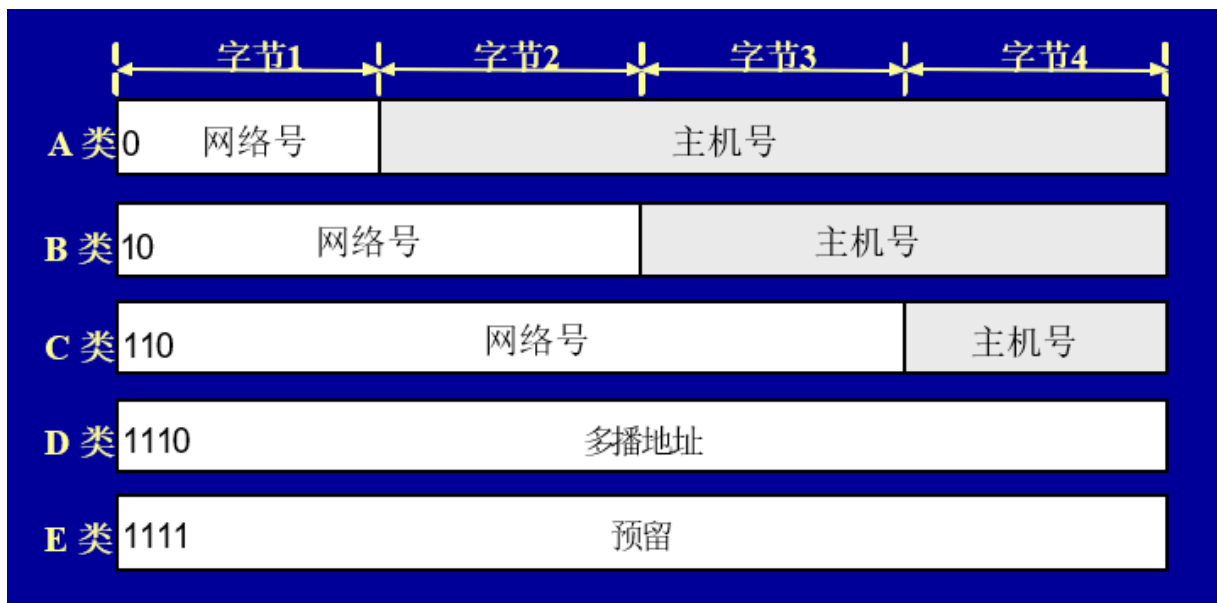 字节1 字节2 字节3 字节4
A 类 0 网络号 主机号
B 类 10 网络号 主机号
C 类 110 网络号 主机号
D 类 1110 多播地址
E 类 1111 预留